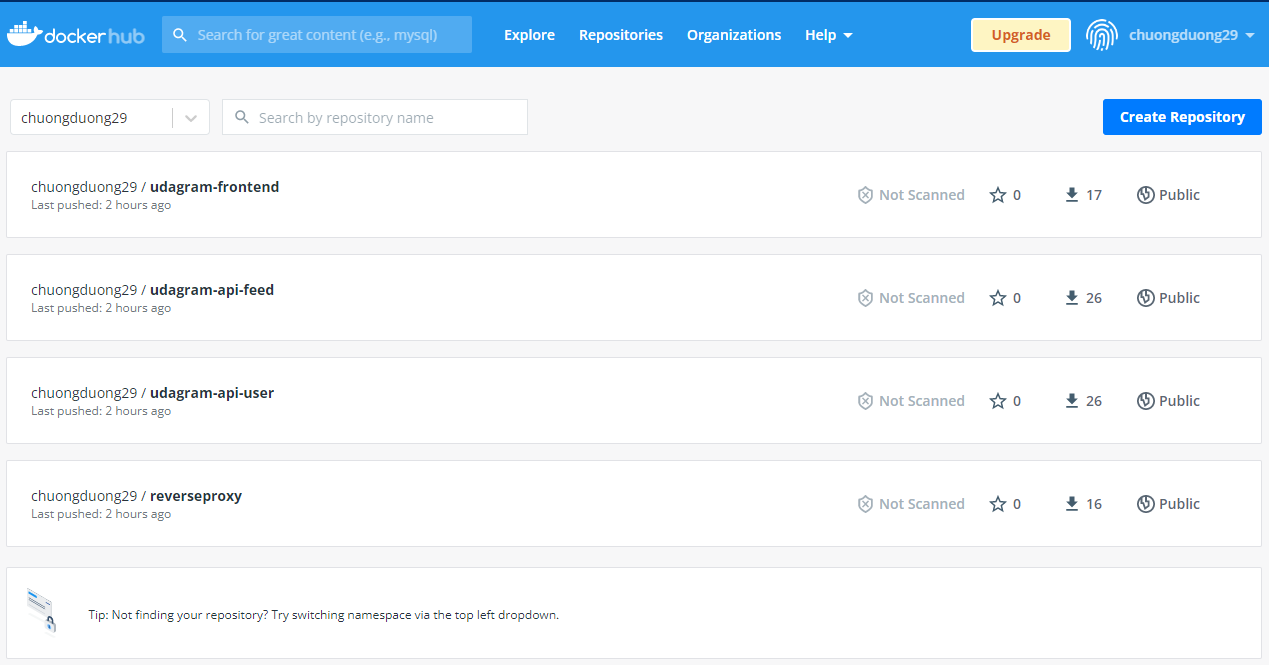 dockerhub Search for great content (e.g., mysql) Explore Repositories Organizations Help Upgrade chuongduong29
chuongduong29 Search by repository name Create Repository
chuongduong29 / udagram-frontend
Last pushed: 2 hours ago
Not Scanned 0 17 Public
chuongduong29 / udagram-api-feed
Last pushed: 2 hours ago
Not Scanned 0 26 Public
chuongduong29 / udagram-api-user
Last pushed: 2 hours ago
Not Scanned 0 26 Public
chuongduong29 / reverseproxy
Last pushed: 2 hours ago
Not Scanned 0 16 Public
Tip: Not finding your repository? Try switching namespace via the top left dropdown.